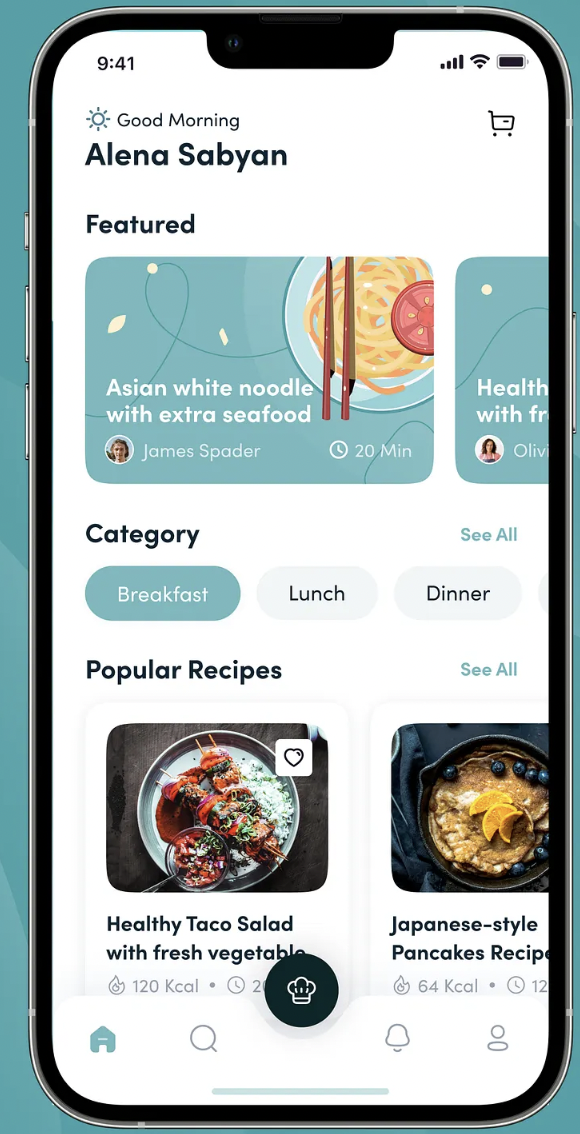 9:41
Good Morning
Alena Sabyan
Featured
Asian white noodle
with extra seafood
James Spader
20 Min
Health
with fr
Olivi
Category
See All
Breakfast
Lunch
Dinner
Popular Recipes
See All
Healthy Taco Salad
with fresh vegetable
120 Kcal • 20
Japanese-style
Pancakes Recipe
64 Kcal • 12